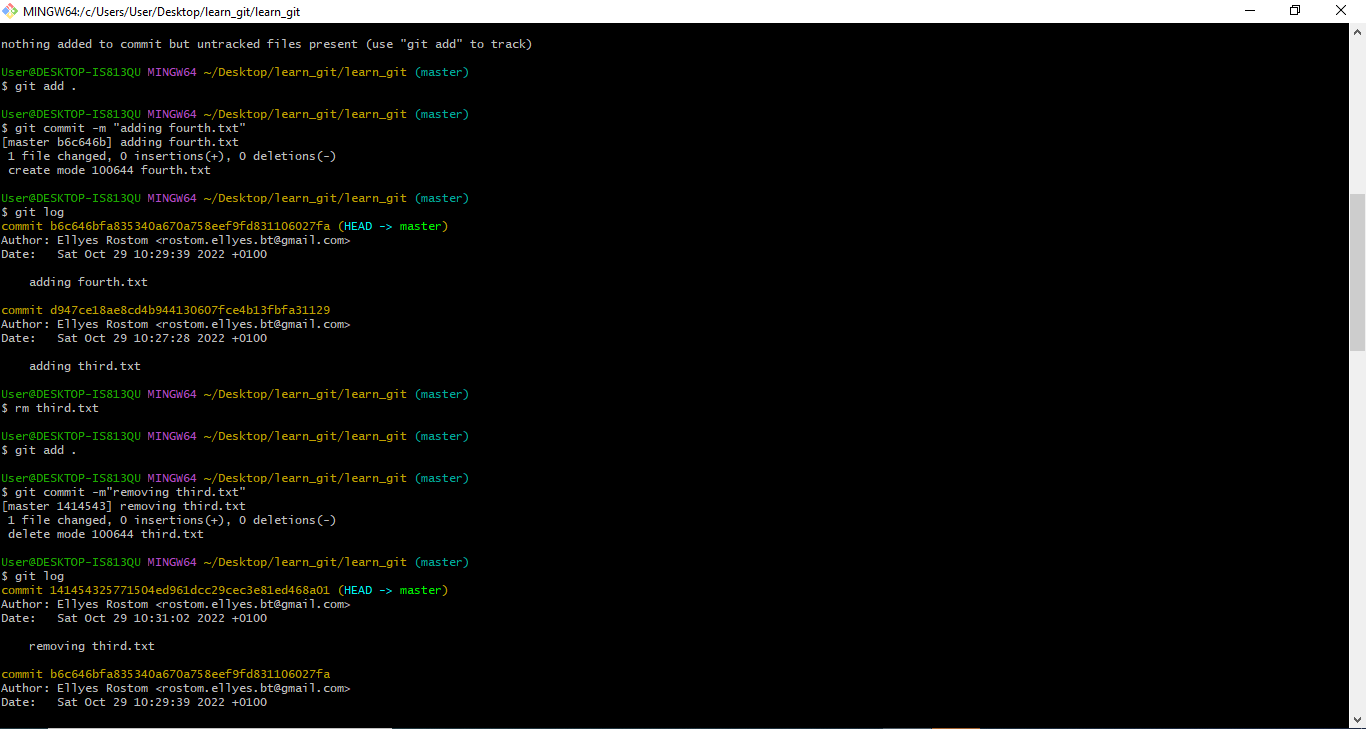 MINGW64:/c/Users/User/Desktop/learn_git/learn_git
nothing added to commit but untracked files present (use "git add" to track)
User@DESKTOP-IS813QU MINGW64 ~/Desktop/learn_git/learn_git (master)
$ git add .
User@DESKTOP-IS813QU MINGW64 ~/Desktop/learn_git/learn_git (master)
$ git commit -m "adding fourth.txt"
[master b6c646b] adding fourth.txt
 1 file changed, 0 insertions(+), 0 deletions(-)
 create mode 100644 fourth.txt
User@DESKTOP-IS813QU MINGW64 ~/Desktop/learn_git/learn_git (master)
$ git log
commit b6c646bfa835340a670a758eef9fd831106027fa (HEAD -> master)
Author: Ellyes Rostom <rostom.ellyes.bt@gmail.com>
Date:   Sat Oct 29 10:29:39 2022 +0100
    adding fourth.txt
commit d947ce18ae8cd4b944130607fce4b13fbfa31129
Author: Ellyes Rostom <rostom.ellyes.bt@gmail.com>
Date:   Sat Oct 29 10:27:28 2022 +0100
    adding third.txt
User@DESKTOP-IS813QU MINGW64 ~/Desktop/learn_git/learn_git (master)
$ rm third.txt
User@DESKTOP-IS813QU MINGW64 ~/Desktop/learn_git/learn_git (master)
$ git add .
User@DESKTOP-IS813QU MINGW64 ~/Desktop/learn_git/learn_git (master)
$ git commit -m"removing third.txt"
[master 1414543] removing third.txt
 1 file changed, 0 insertions(+), 0 deletions(-)
 delete mode 100644 third.txt
User@DESKTOP-IS813QU MINGW64 ~/Desktop/learn_git/learn_git (master)
$ git log
commit 141454325771504ed961dcc29cec3e81ed468a01 (HEAD -> master)
Author: Ellyes Rostom <rostom.ellyes.bt@gmail.com>
Date:   Sat Oct 29 10:31:02 2022 +0100
    removing third.txt
commit b6c646bfa835340a670a758eef9fd831106027fa
Author: Ellyes Rostom <rostom.ellyes.bt@gmail.com>
Date:   Sat Oct 29 10:29:39 2022 +0100